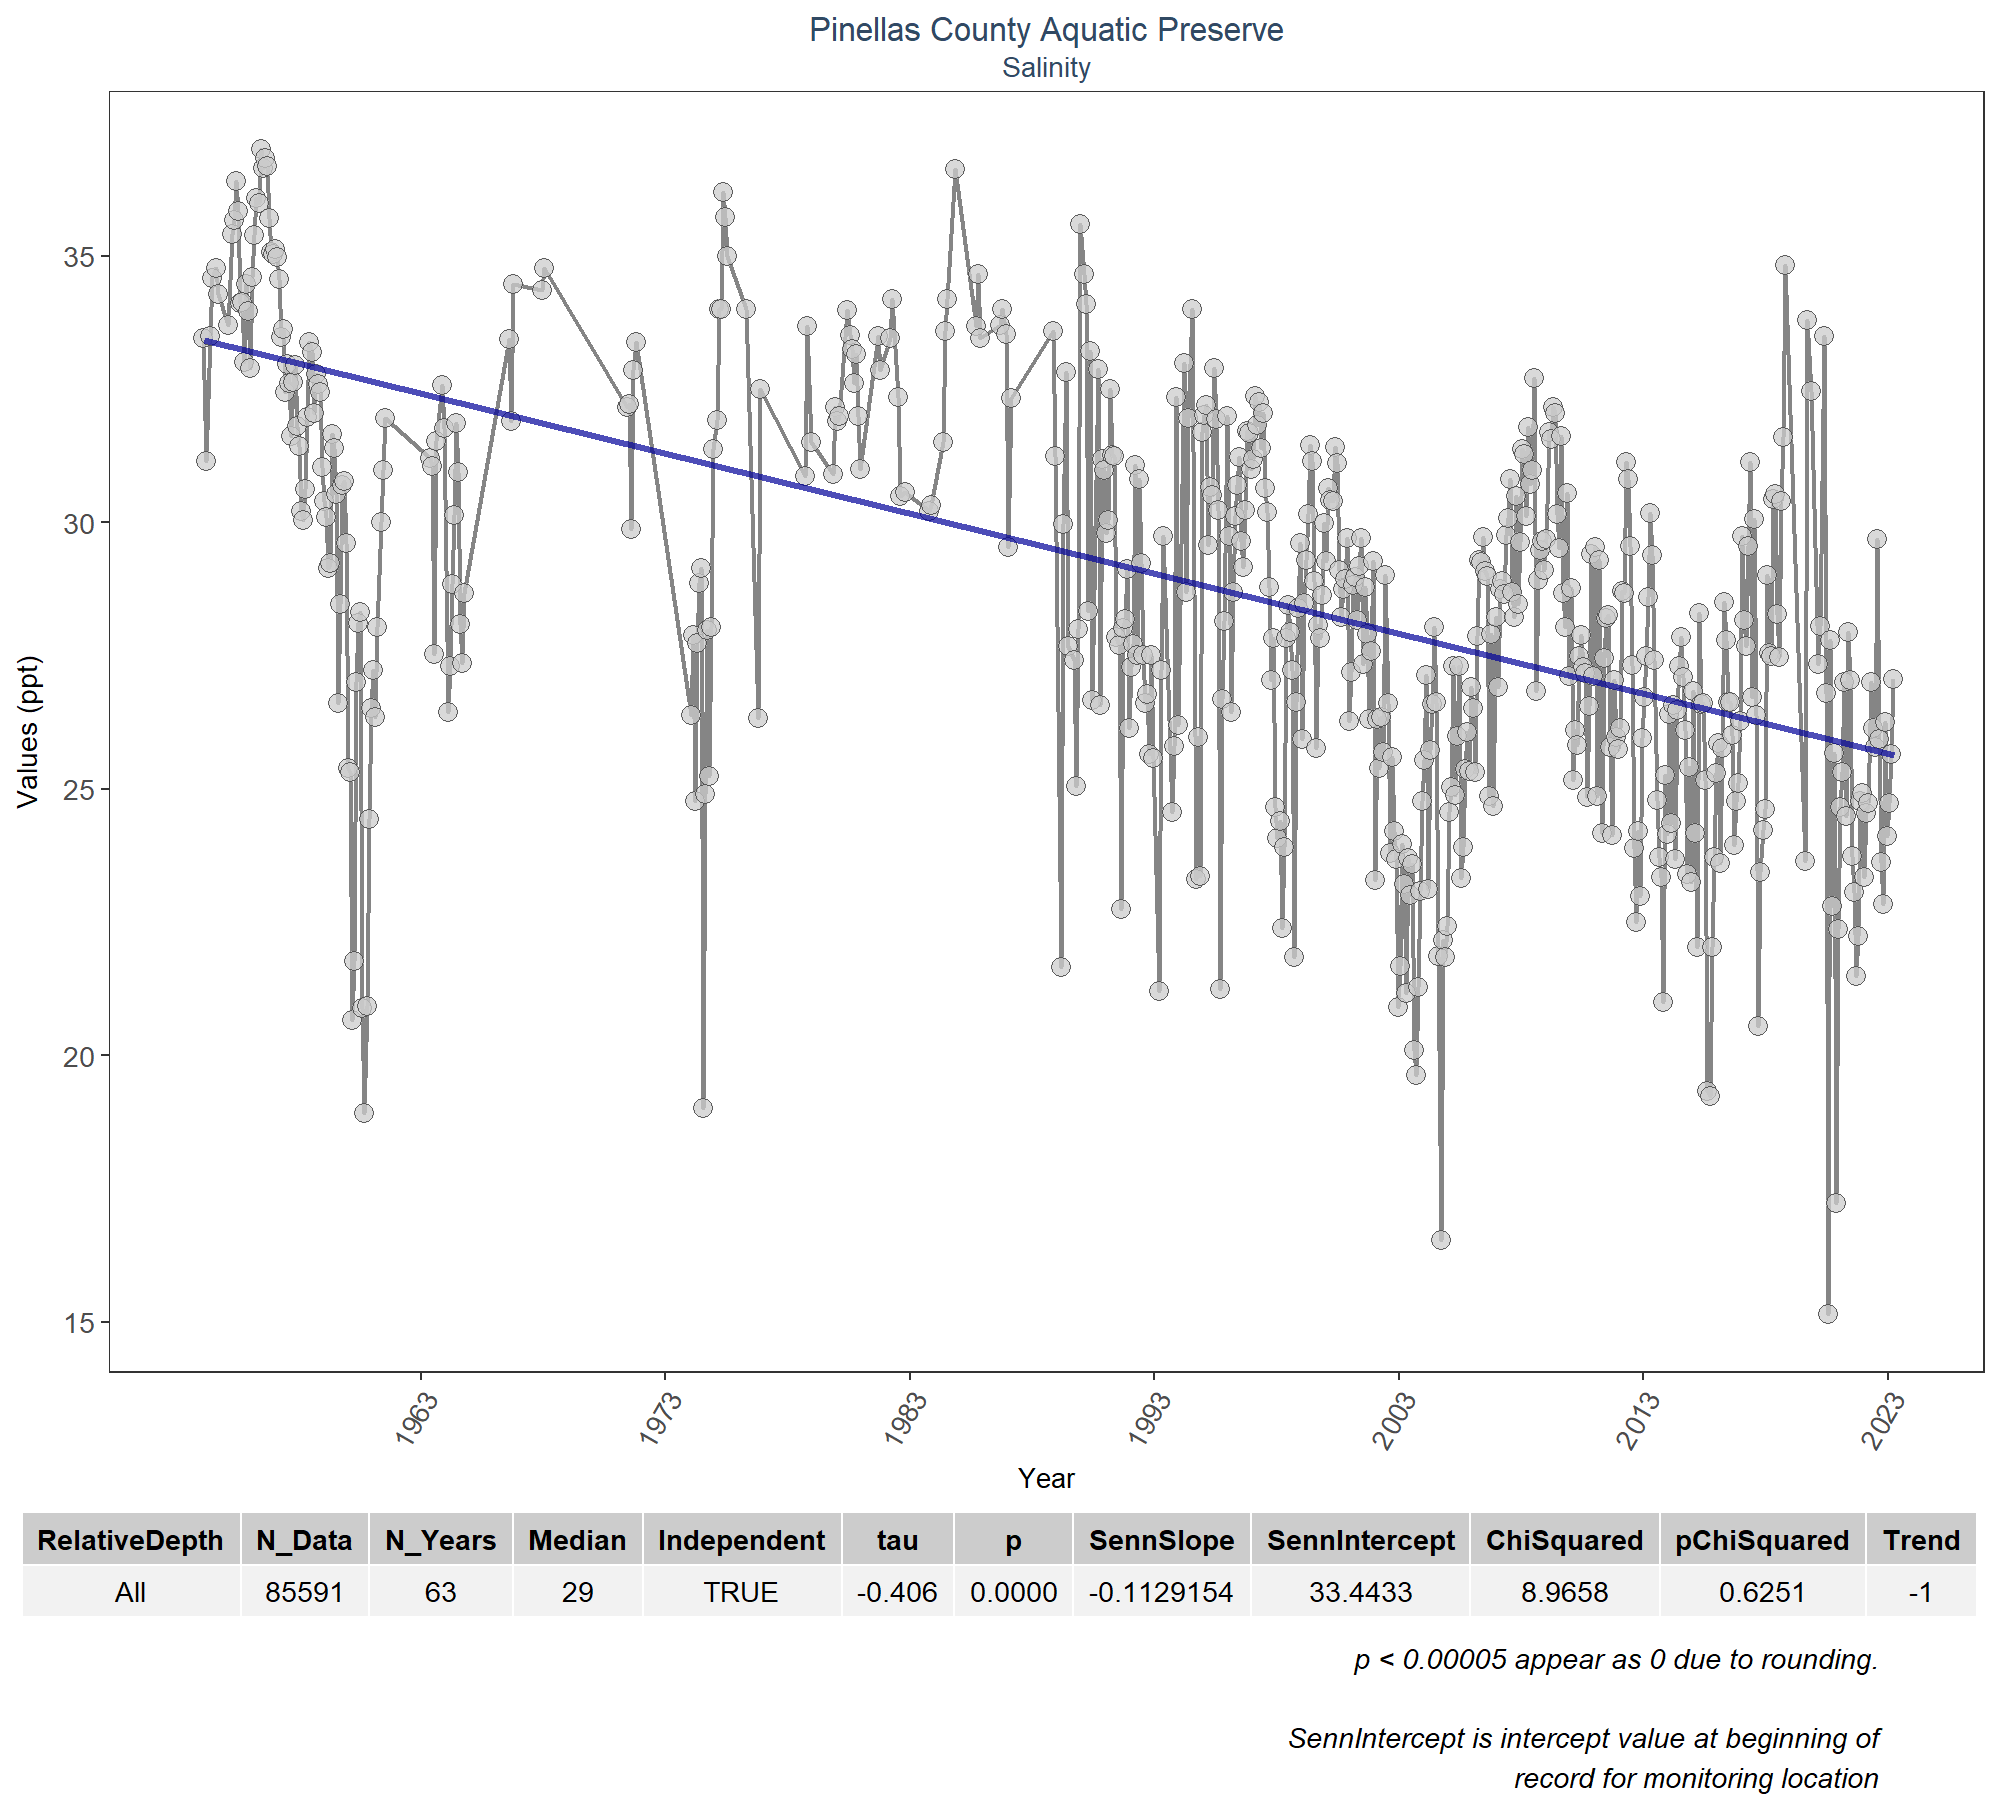 Pinellas County Aquatic Preserve
Salinity
Values (ppt)
35
30
25
20
15
1963 1973 1983 1993 2003 2013 2023
Year
RelativeDepth N_Data N_Years Median Independent tau p SennSlope SennIntercept ChiSquared pChiSquared Trend
All 85591 63 29 TRUE -0.406 0.0000 -0.1129154 33.4433 8.9658 0.6251 -1
p < 0.00005 appear as 0 due to rounding.
SennIntercept is intercept value at beginning of
record for monitoring location